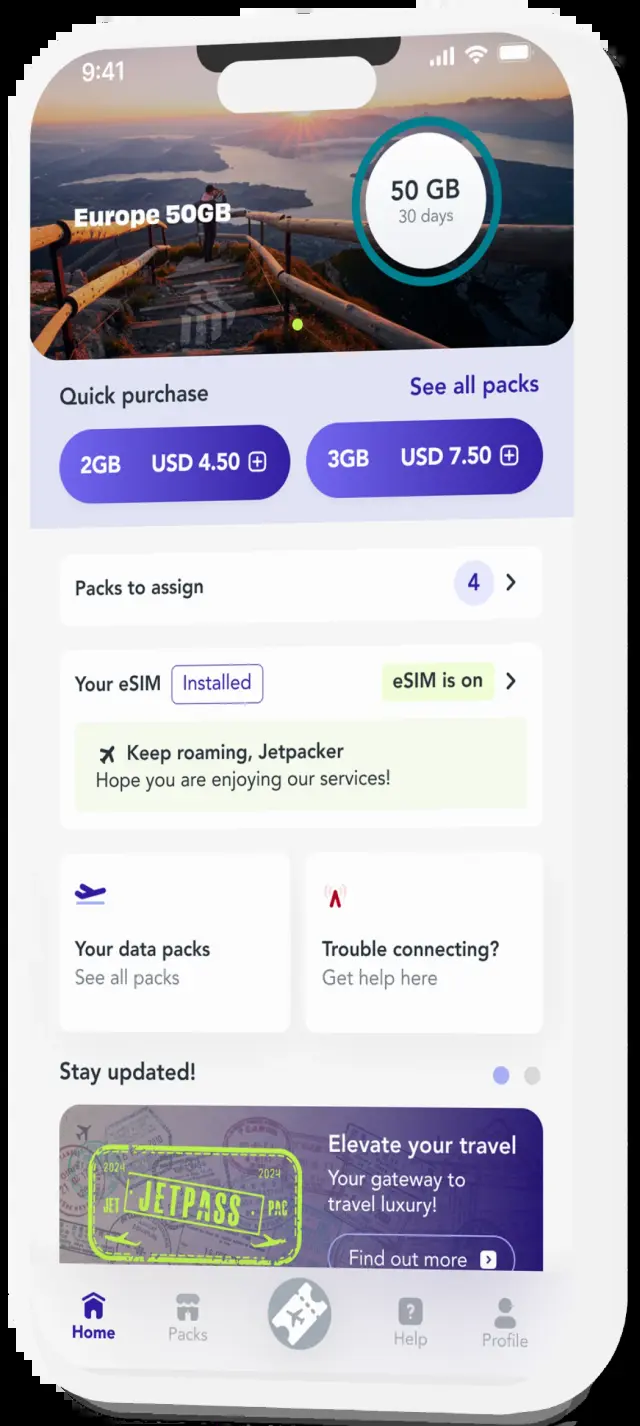 9:41
Europe 50GB
50 GB
30 days
Quick purchase
See all packs
2GB USD 4.50
3GB USD 7.50
Packs to assign
4
Your eSIM
Installed
eSIM is on
Keep roaming, Jetpacker
Hope you are enjoying our services!
Your data packs
See all packs
Trouble connecting?
Get help here
Stay updated!
2024
2024
JET
JETPASS
PAC
Elevate your travel
Your gateway to
travel luxury!
Find out more
Home
Packs
?
Help
Profile